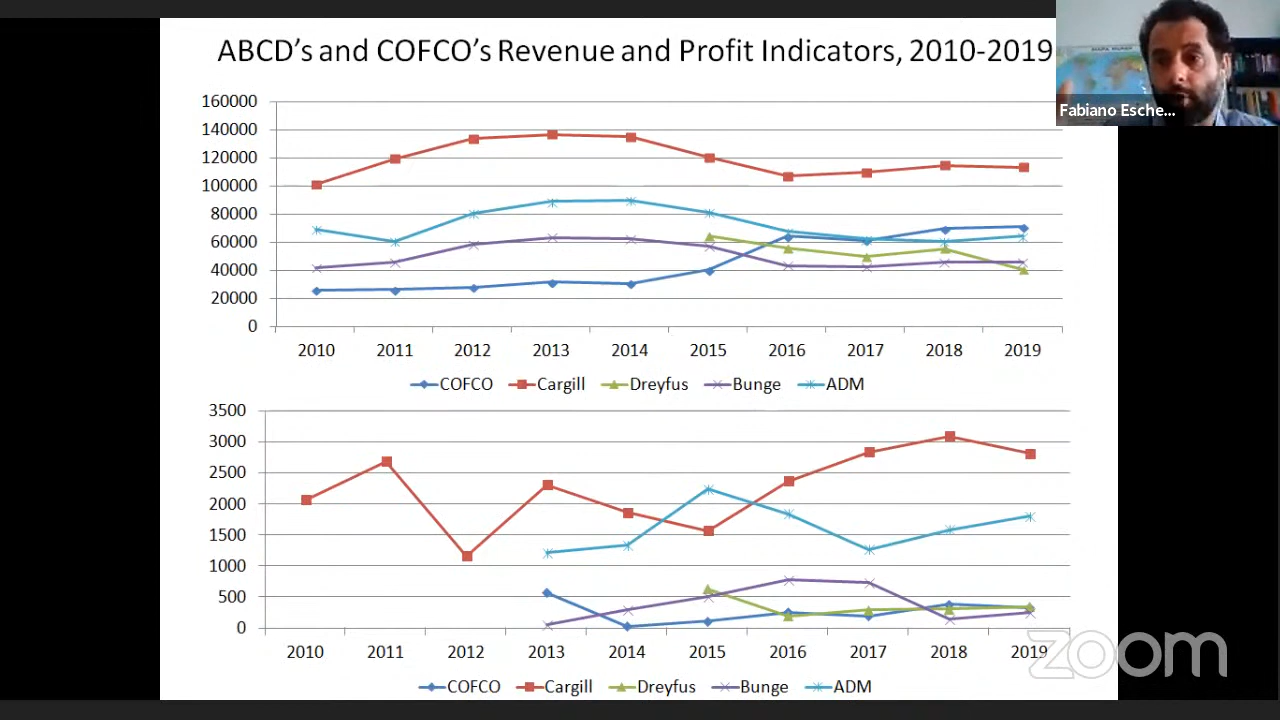 ABCD's and COFCO's Revenue and Profit Indicators, 2010-2019
Fabiano Esche...
160000
140000
120000
100000
80000
60000
40000
20000
0
2010 2011 2012 2013 2014 2015 2016 2017 2018 2019
COFCO Cargill Dreyfus Bunge ADM
3500
3000
2500
2000
1500
1000
500
0
2010 2011 2012 2013 2014 2015 2016 2017 2018 2019
COFCO Cargill Dreyfus Bunge ADM
zoom